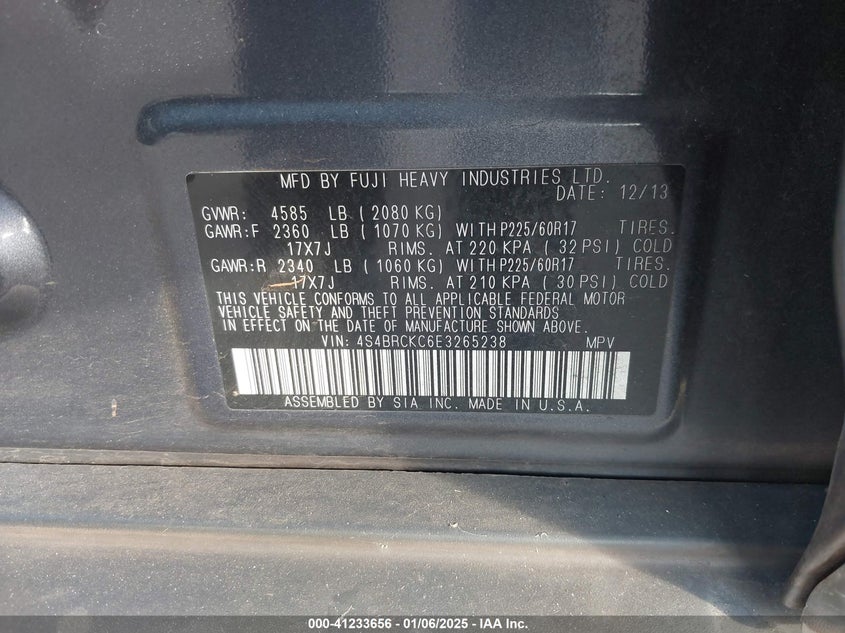 MFD BY FUJI HEAVY INDUSTRIES LTD.
DATE: 12/13
GVWR: 4585 LB ( 2080 KG)
GAWR:F 2360 LB ( 1070 KG) WITHP225/60R17 TIRES.
17X7J RIMS. AT 220 KPA ( 32 PSI) COLD
GAWR:R 2340 LB ( 1060 KG) WITHP225/60R17 TIRES.
17X7J RIMS. AT 210 KPA ( 30 PSI) COLD
THIS VEHICLE CONFORMS TO ALL APPLICABLE FEDERAL MOTOR
VEHICLE SAFETY AND THEFT PREVENTION STANDARDS
IN EFFECT ON THE DATE OF MANUFACTURE SHOWN ABOVE.
VIN: 4S4BRCKC6E3265238 MPV
ASSEMBLED BY SIA INC. MADE IN U.S.A.
000-41233656 — 01/06/2025 — IAA Inc.